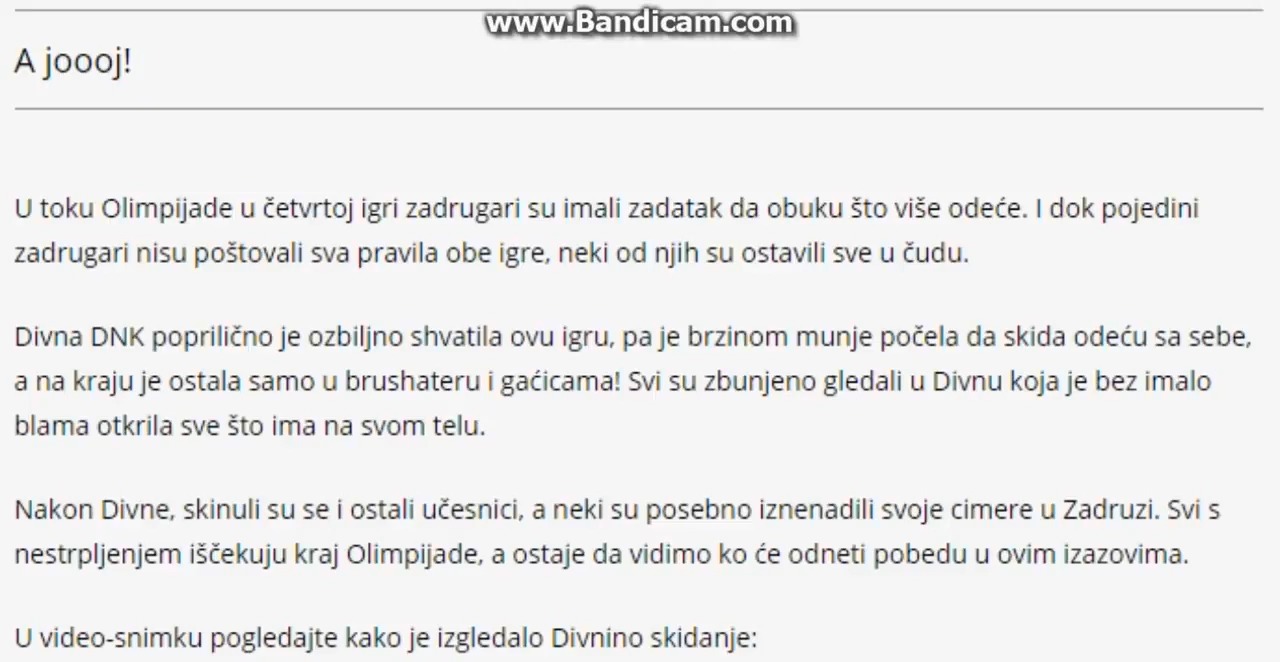 www.Bandicam.com
A joooj!
U toku Olimpijade u četvrtoj igri zadrugari su imali zadatak da obuku što više odeće. I dok pojedini
zadrugari nisu poštovali sva pravila obe igre, neki od njih su ostavili sve u čudu.
Divna DNK poprilično je ozbiljno shvatila ovu igru, pa je brzinom munje počela da skida odeću sa sebe,
a na kraju je ostala samo u brushateru i gaćicama! Svi su zbunjeno gledali u Divnu koja je bez imalo
blama otkrila sve što ima na svom telu.
Nakon Divne, skinuli su se i ostali učesnici, a neki su posebno iznenadili svoje cimere u Zadruzi. Svi s
nestrpljenjem iščekuju kraj Olimpijade, a ostaje da vidimo ko će odneti pobedu u ovim izazovima.
U video-snimku pogledajte kako je izgledalo Divnino skidanje: